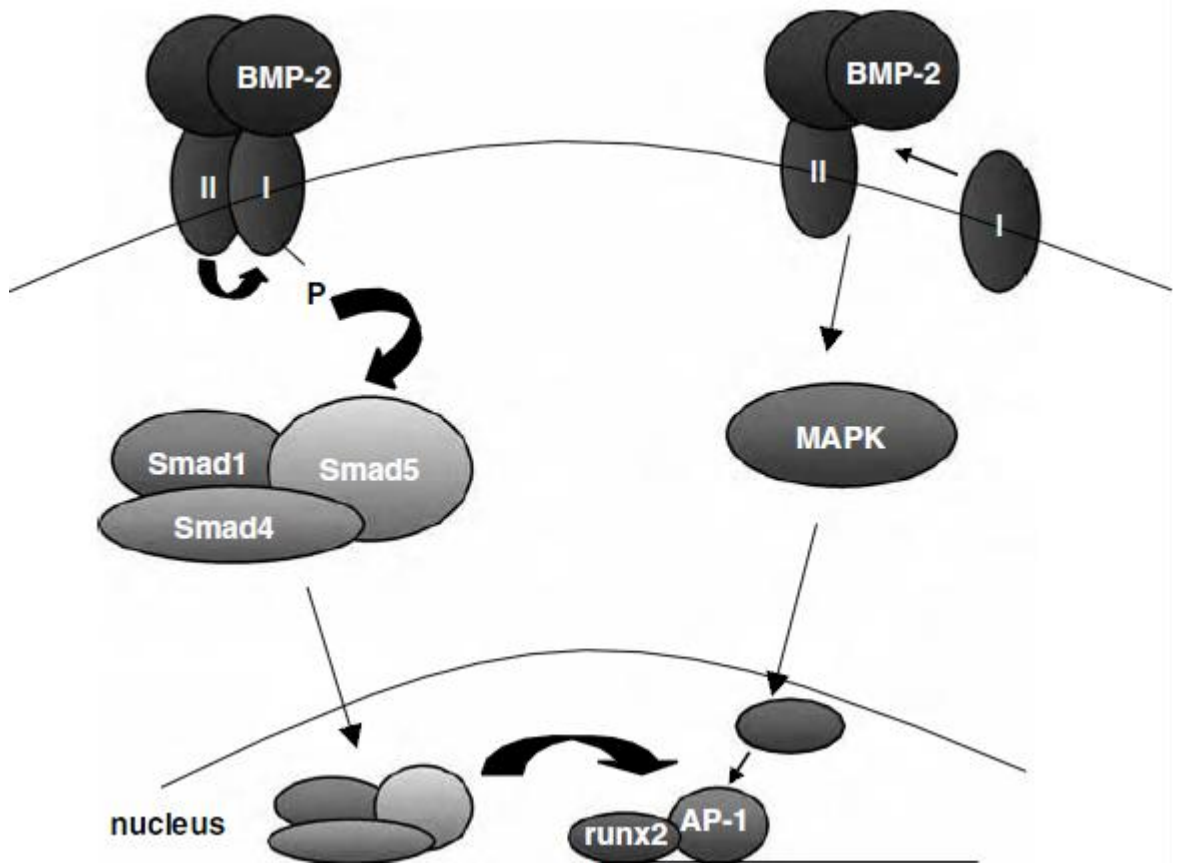 BMP-2
BMP-2
II
I
II
I
P
Smad1
Smad5
Smad4
MAPK
nucleus
runx2
AP-1